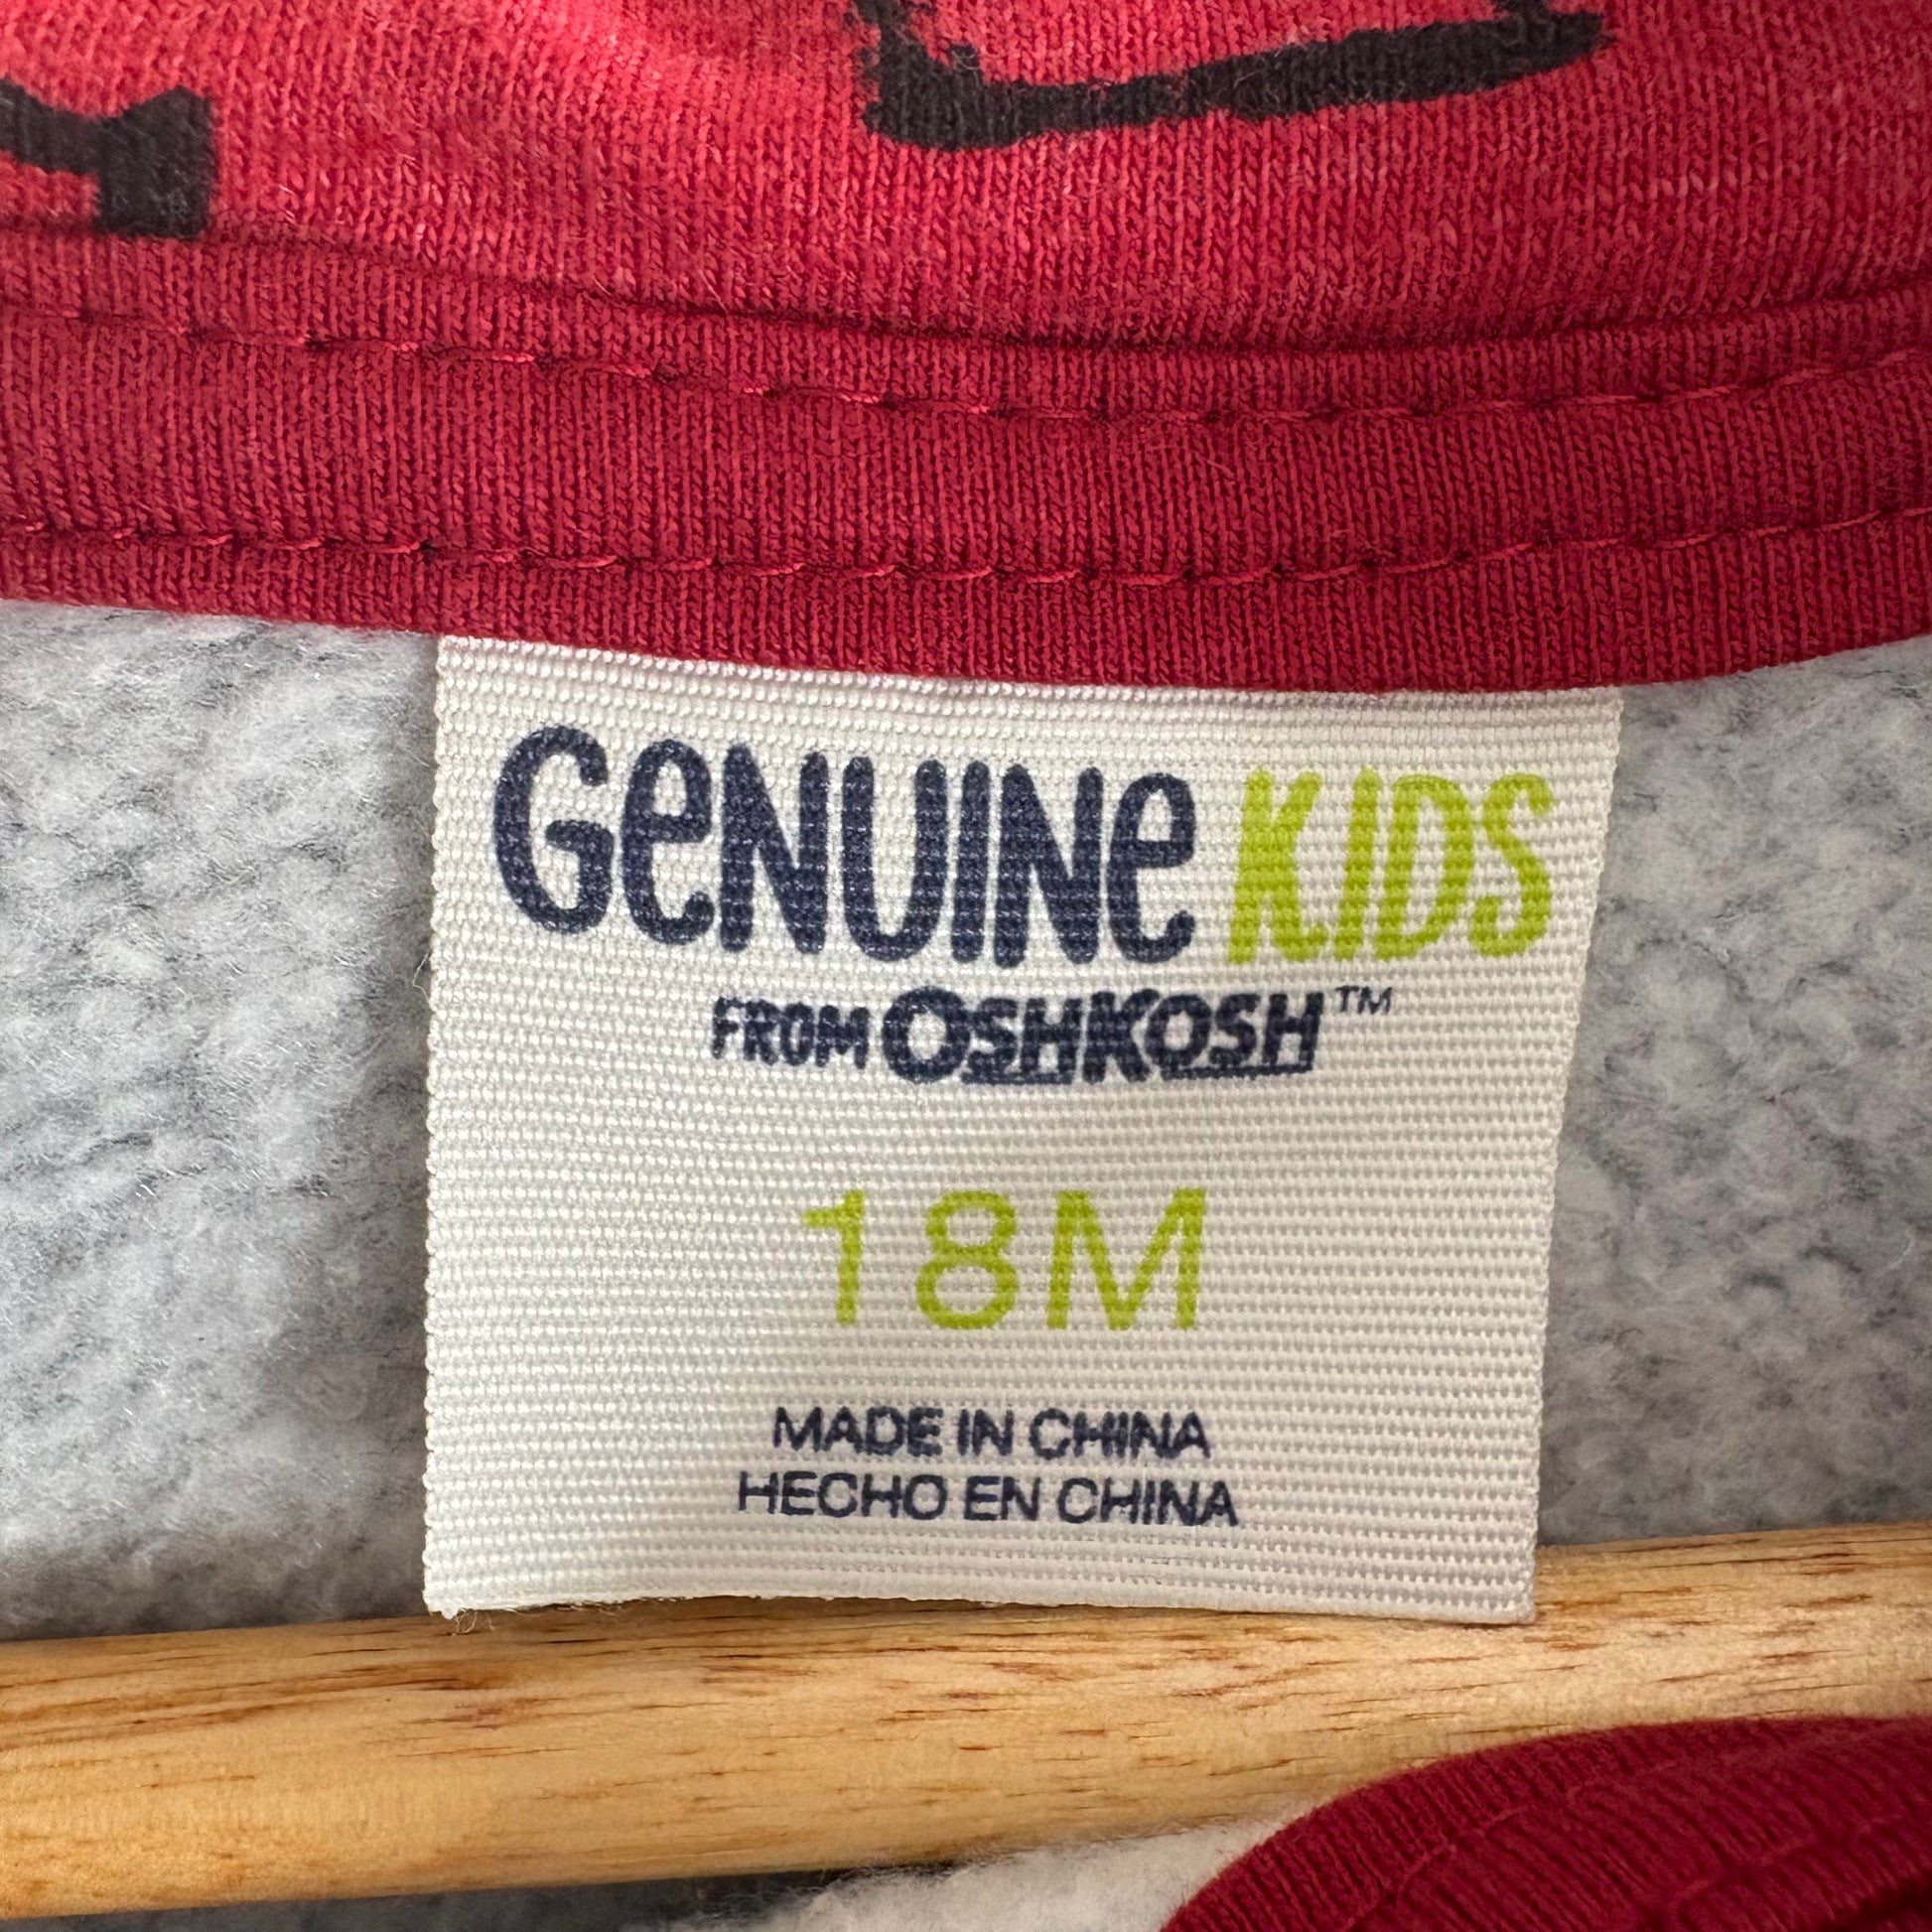 GeNUINe KIDS
FROM OSHKOSH™
18M
MADE IN CHINA
HECHO EN CHINA